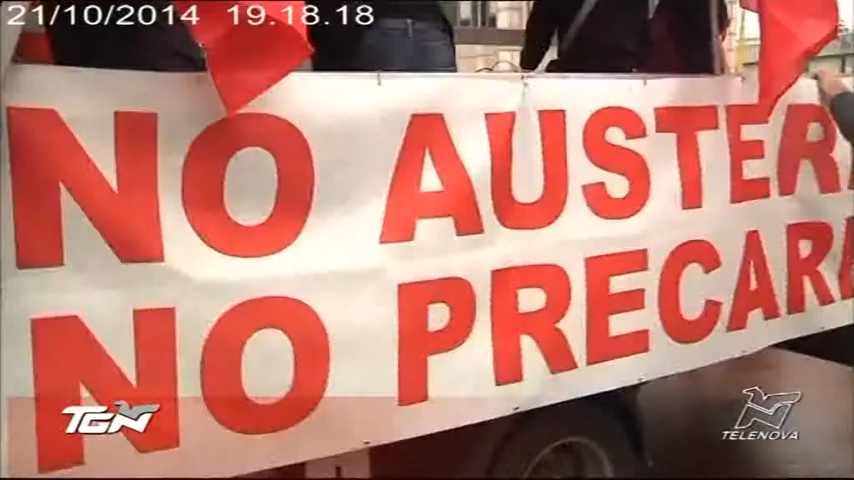 21/10/2014 19.18.18
NO AUSTER
NO PRECAR
TGN
TELENOVA